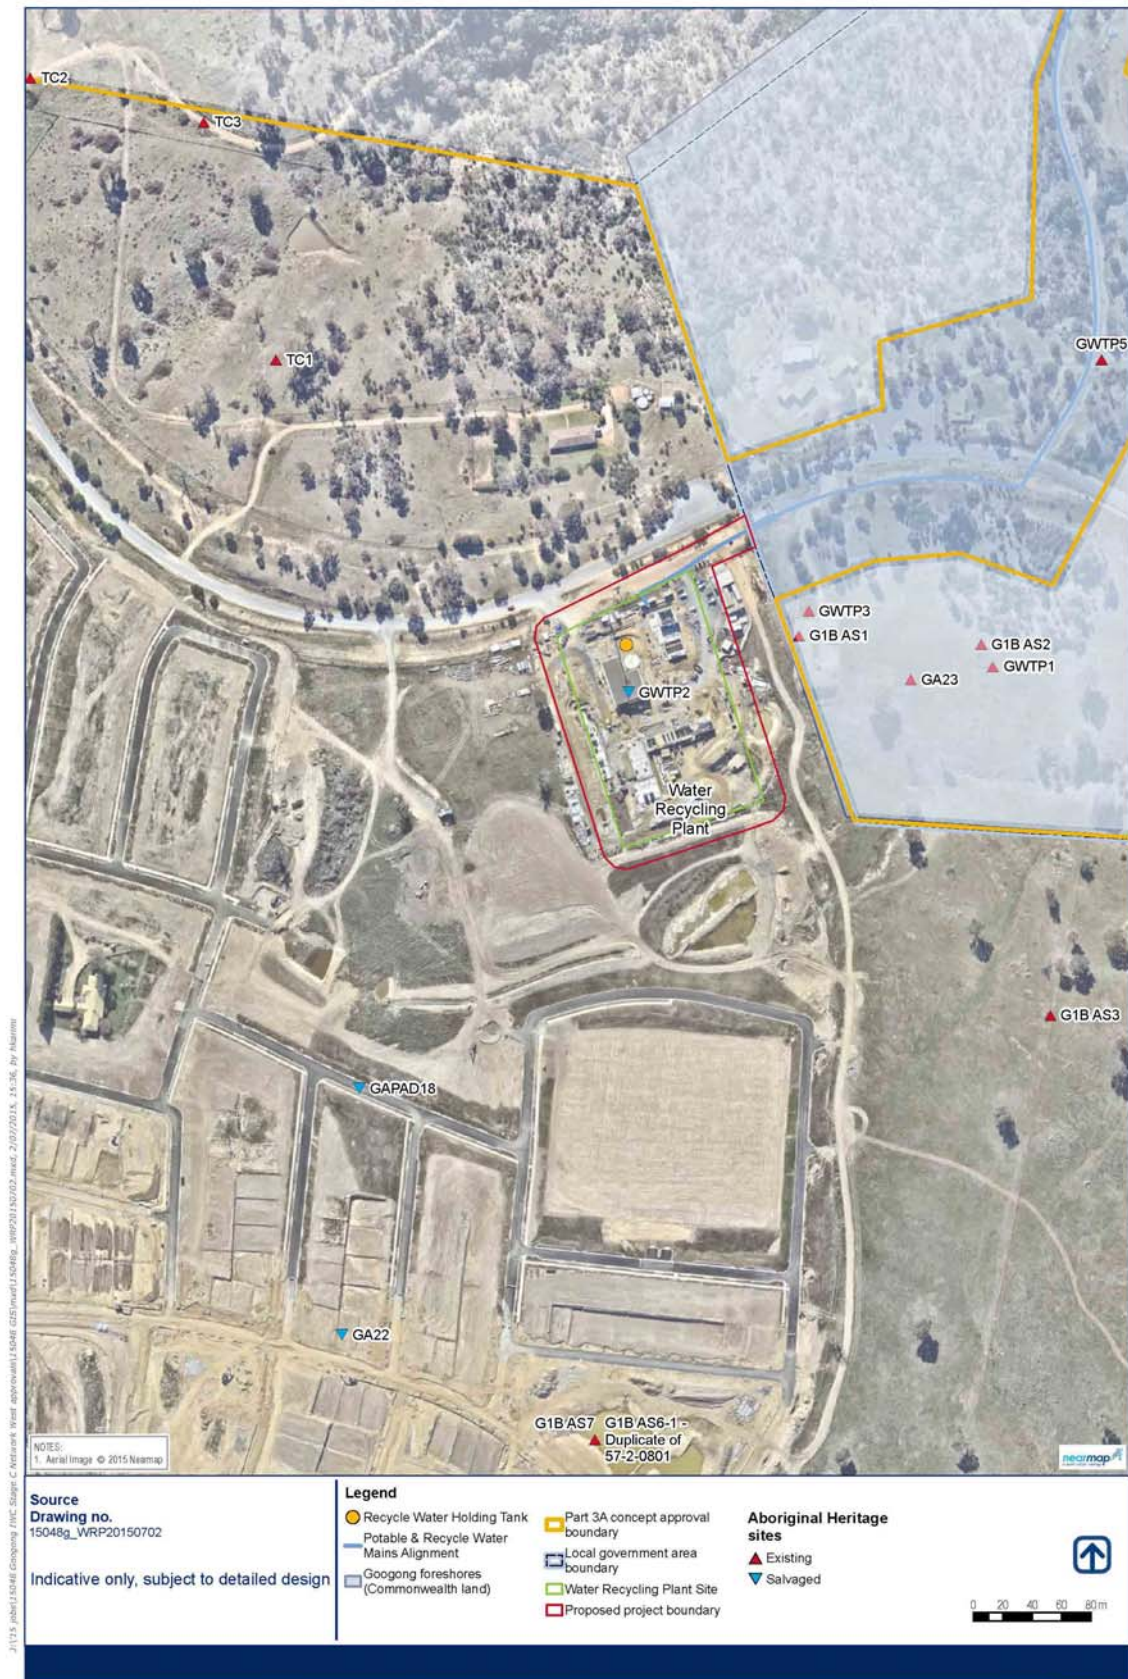 TC2
TC3
TC1
GWTP5
GWTP3
G1B AS1
G1B AS2
GWTP1
GA23
GWTP2
Water
Recycling
Plant
G1B AS3
GAPAD18
GA22
G1B AS7
G1B AS6-1 -
Duplicate of
57-2-0801
NOTES:
1. Aerial Image © 2015 Nearmap
nearmap
Source
Drawing no.
15048g_WRP20150702
Indicative only, subject to detailed design
Legend
Recycle Water Holding Tank
Potable & Recycle Water
Mains Alignment
Googong foreshores
(Commonwealth land)
Part 3A concept approval
boundary
Local government area
boundary
Water Recycling Plant Site
Proposed project boundary
Aboriginal Heritage
sites
Existing
Salvaged
0 20 40 60 80m